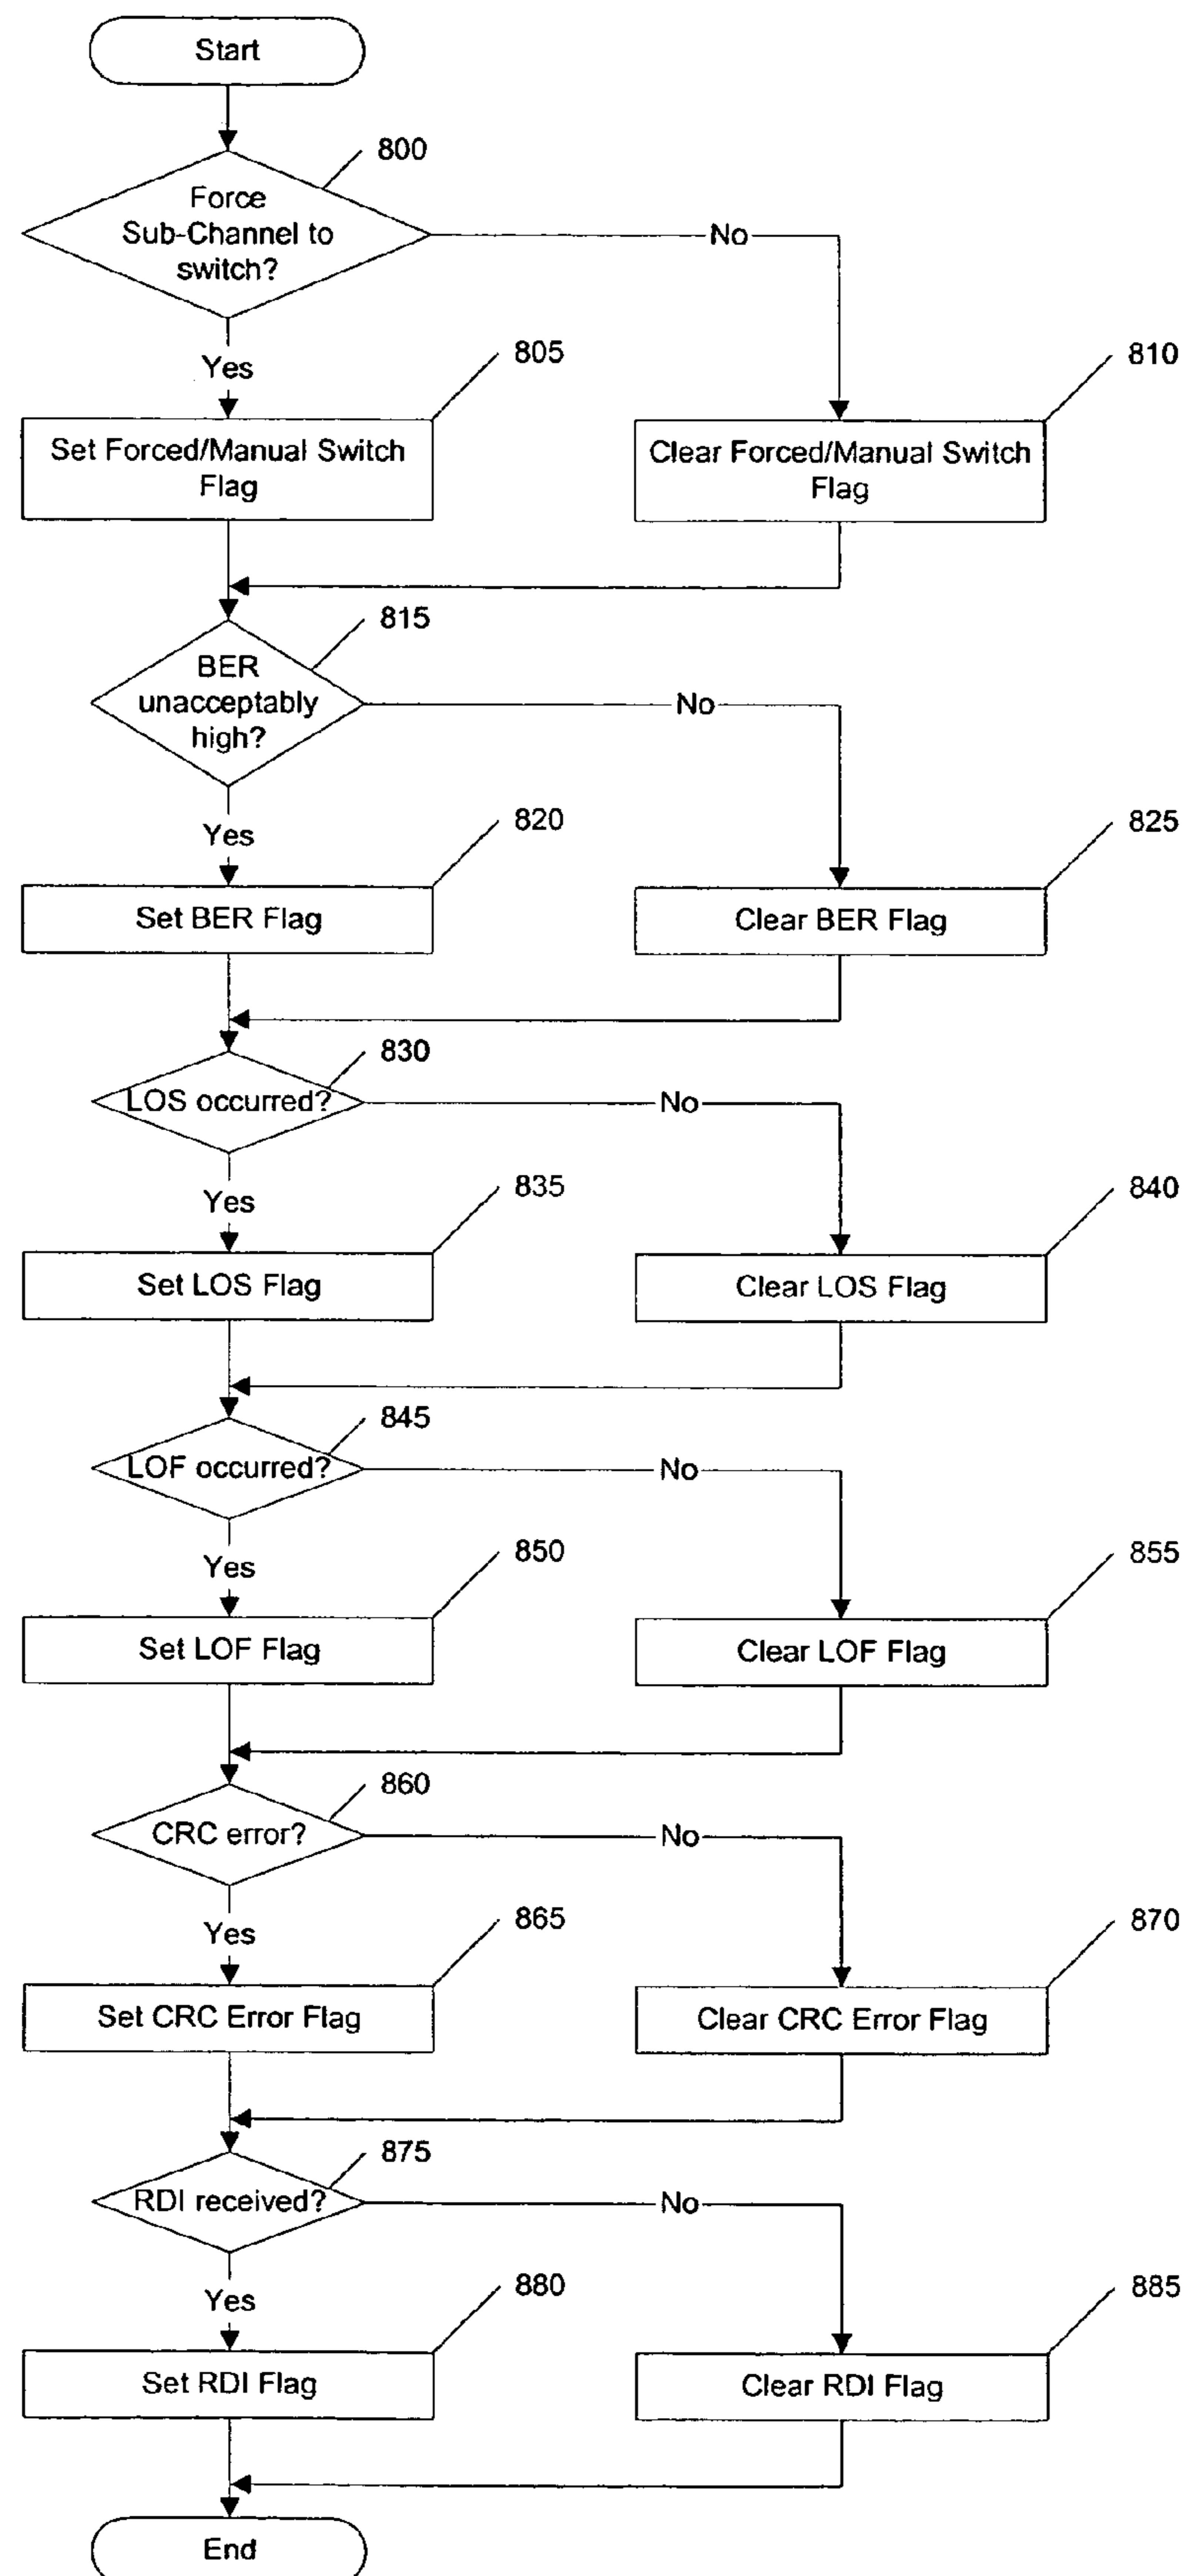 Start
800
Force
Sub-Channel to
switch?
No
Yes
805
810
Set Forced/Manual Switch
Flag
Clear Forced/Manual Switch
Flag
815
BER
unacceptably
high?
No
Yes
820
825
Set BER Flag
Clear BER Flag
830
LOS occurred?
No
Yes
835
840
Set LOS Flag
Clear LOS Flag
845
LOF occurred?
No
Yes
850
855
Set LOF Flag
Clear LOF Flag
860
CRC error?
No
Yes
865
870
Set CRC Error Flag
Clear CRC Error Flag
875
RDI received?
No
Yes
880
885
Set RDI Flag
Clear RDI Flag
End